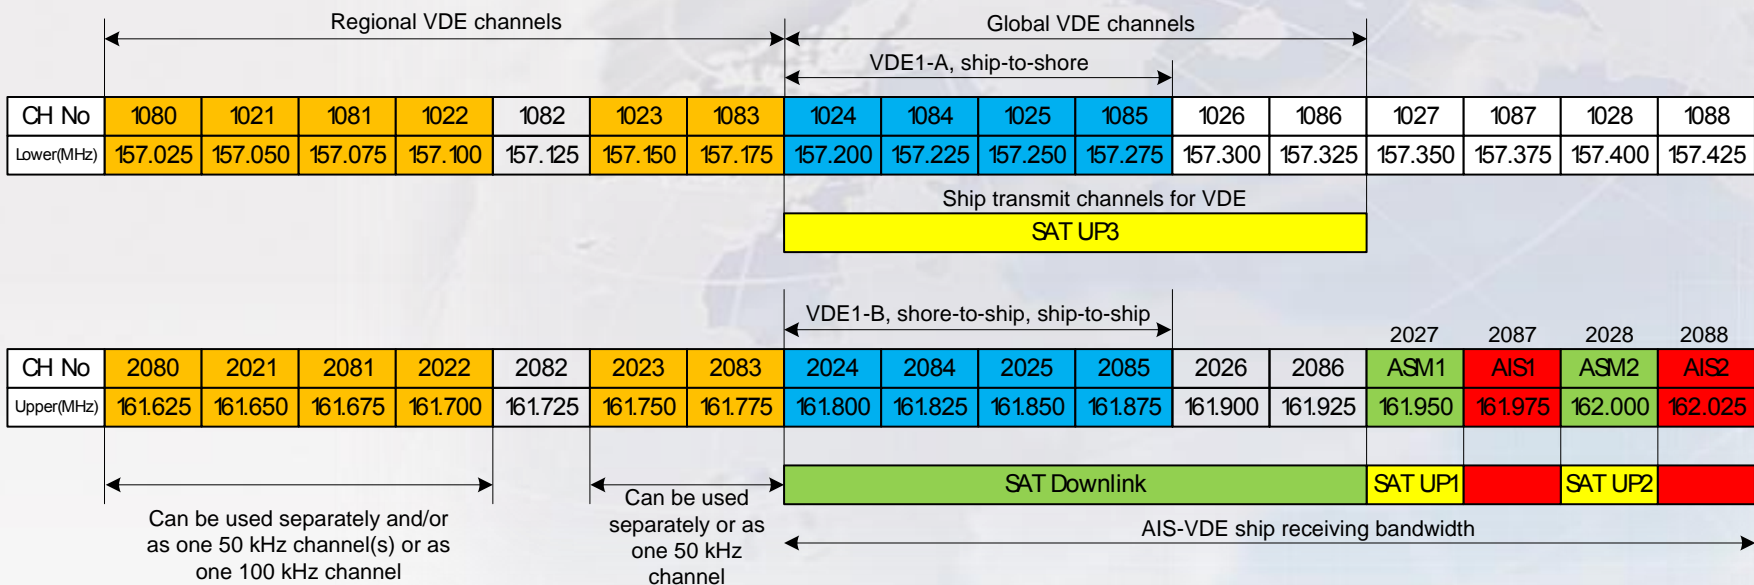 Regional VDE channels
Global VDE channels
VDE1-A, ship-to-shore
CH No 1080 1021 1081 1022 1082 1023 1083 1024 1084 1025 1085 1026 1086 1027 1087 1028 1088
Lower(MHz) 157.025 157.050 157.075 157.100 157.125 157.150 157.175 157.200 157.225 157.250 157.275 157.300 157.325 157.350 157.375 157.400 157.425
Ship transmit channels for VDE
SAT UP3
VDE1-B, shore-to-ship, ship-to-ship
2027 2087 2028 2088
CH No 2080 2021 2081 2022 2082 2023 2083 2024 2084 2025 2085 2026 2086 ASM1 AIS1 ASM2 AIS2
Upper(MHz) 161.625 161.650 161.675 161.700 161.725 161.750 161.775 161.800 161.825 161.850 161.875 161.900 161.925 161.950 161.975 162.000 162.025
SAT Downlink SAT UP1 SAT UP2
Can be used separately and/or
as one 50 kHz channel(s) or as
one 100 kHz channel
Can be used
separately or as
one 50 kHz
channel
AIS-VDE ship receiving bandwidth